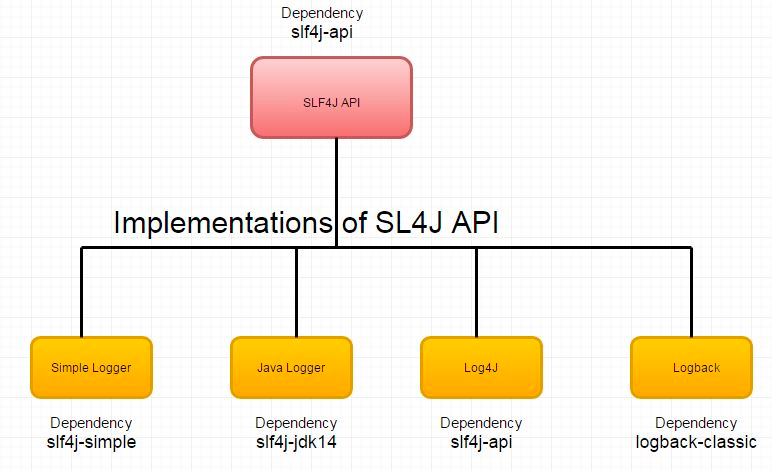 Dependency
slf4j-api
SLF4J API
Implementations of SL4J API
Simple Logger
Java Logger
Log4J
Logback
Dependency
slf4j-simple
Dependency
slf4j-jdk14
Dependency
slf4j-api
Dependency
logback-classic